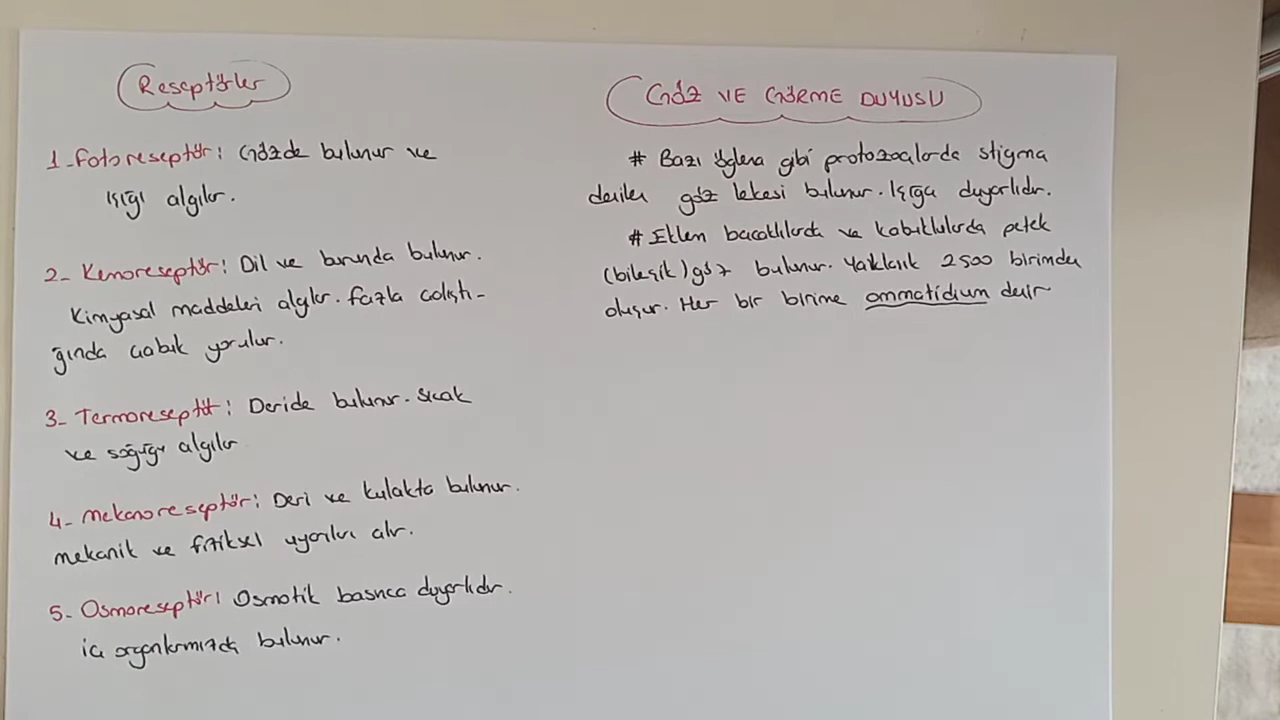 Reseptörler
1-Fotoreseptör: Gözde bulunur ve
ışığı algılar.
2- Kemoreseptör: Dil ve burunda bulunur.
Kimyasal maddeleri algılar. Fazla çalıştı-
ğında çabuk yorulur.
3- Termoreseptör: Deride bulunur. Sıcak
ve soğuğu algılar
4- Mekanoreseptör: Deri ve kulakta bulunur.
mekanik ve fiziksel uyarıları alır.
5- Osmoreseptör: Osmotik basınca duyarlıdır.
iç organlarımızda bulunur.
GÖZ VE GÖRME DUYUSU
# Bazı öglena gibi protozoalarda stigma
denilen göz lekesi bulunur. Işığa duyarlıdır.
# Eklem bacaklılarda ve kabuklularda petek
(bileşik) göz bulunur. Yaklaşık 2500 birimden
oluşur. Her bir birime ommatidium denir